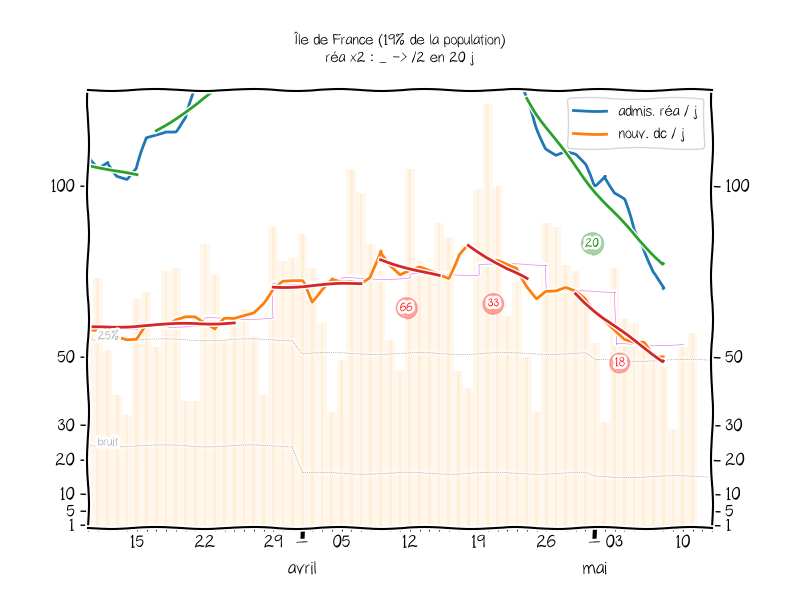 Île de France (19% de la population)
réa x2 : _ -> /2 en 20 j
admis. réa / j
nouv. dc / j
100
100
20
66
33
25%
50
50
18
30
30
bruit
20
20
10
10
5
5
1
1
15 22 29 05 12 19 26 03 10
avril mai